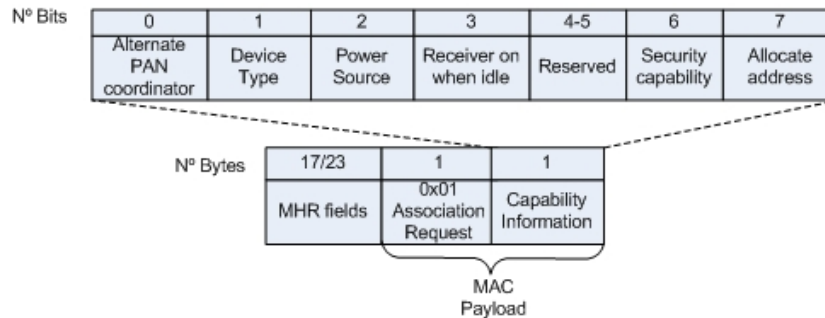 Nº Bits
0 1 2 3 4-5 6 7
Alternate PAN coordinator Device Type Power Source Receiver on when idle Reserved Security capability Allocate address
Nº Bytes
17/23 1 1
MHR fields 0x01 Association Request Capability Information
MAC
Payload